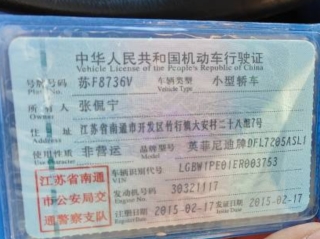 中华人民共和国机动车行驶证
Vehicle License of the People's Republic of China
号牌号码 苏F8736V 车辆类型 Vehicle Type 小型轿车
所有人 Owner 张侃宁
住址 Address 江苏省南通市开发区竹行镇大安村二十八组7号
使用性质 Use Character 非营运 品牌型号 Model 英菲尼迪牌DFL7205ASL1
江苏省南通市公安局交通警察支队
车辆识别代号 VIN LGBW1PE01ER003753
发动机号码 Engine No. 30321117
注册日期 Register Date 2015-02-17 发证日期 Issue Date 2015-02-17